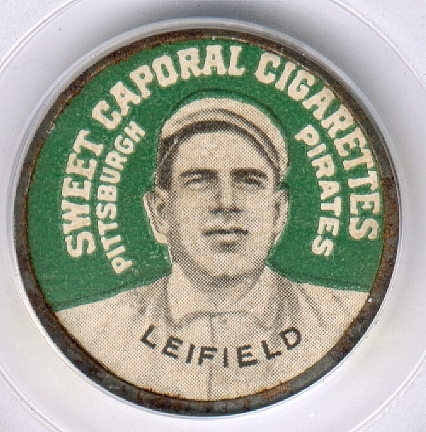 SWEET CAPORAL CIGARETTES
PITTSBURGH
PIRATES
LEIFIELD